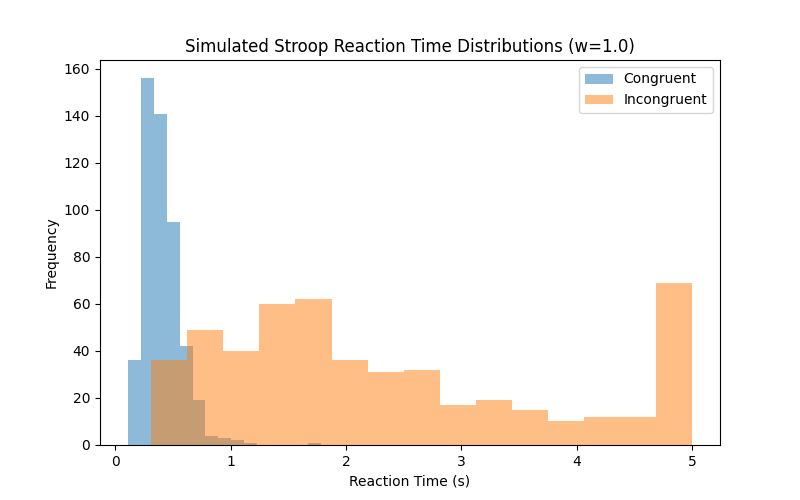 Simulated Stroop Reaction Time Distributions (w=1.0)
Congruent
Incongruent
Frequency
160
140
120
100
80
60
40
20
0
0 1 2 3 4 5
Reaction Time (s)